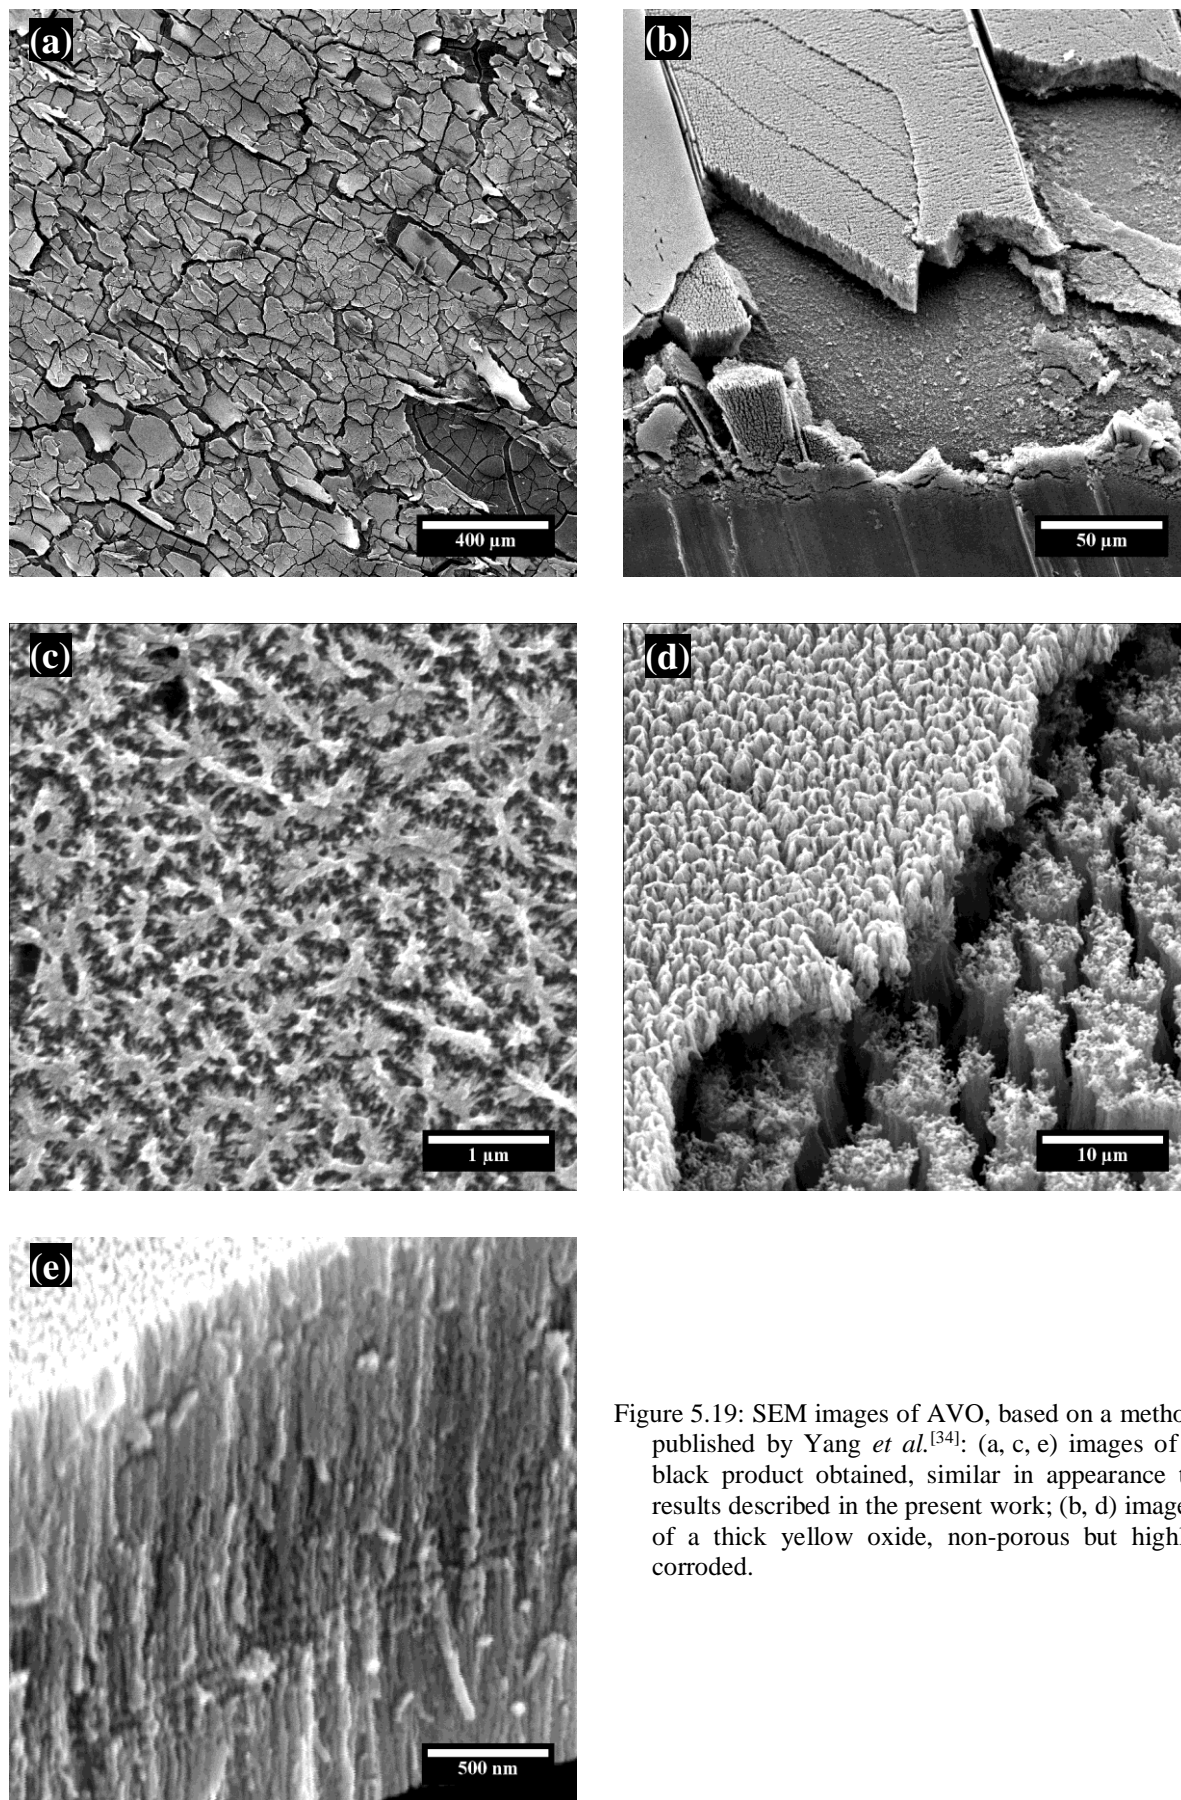 (a)
400 µm
(b)
50 µm
(c)
1 µm
(d)
10 µm
(e)
500 nm
Figure 5.19: SEM images of AVO, based on a metho
published by Yang et al.[34]: (a, c, e) images of
black product obtained, similar in appearance t
results described in the present work; (b, d) image
of a thick yellow oxide, non-porous but highl
corroded.